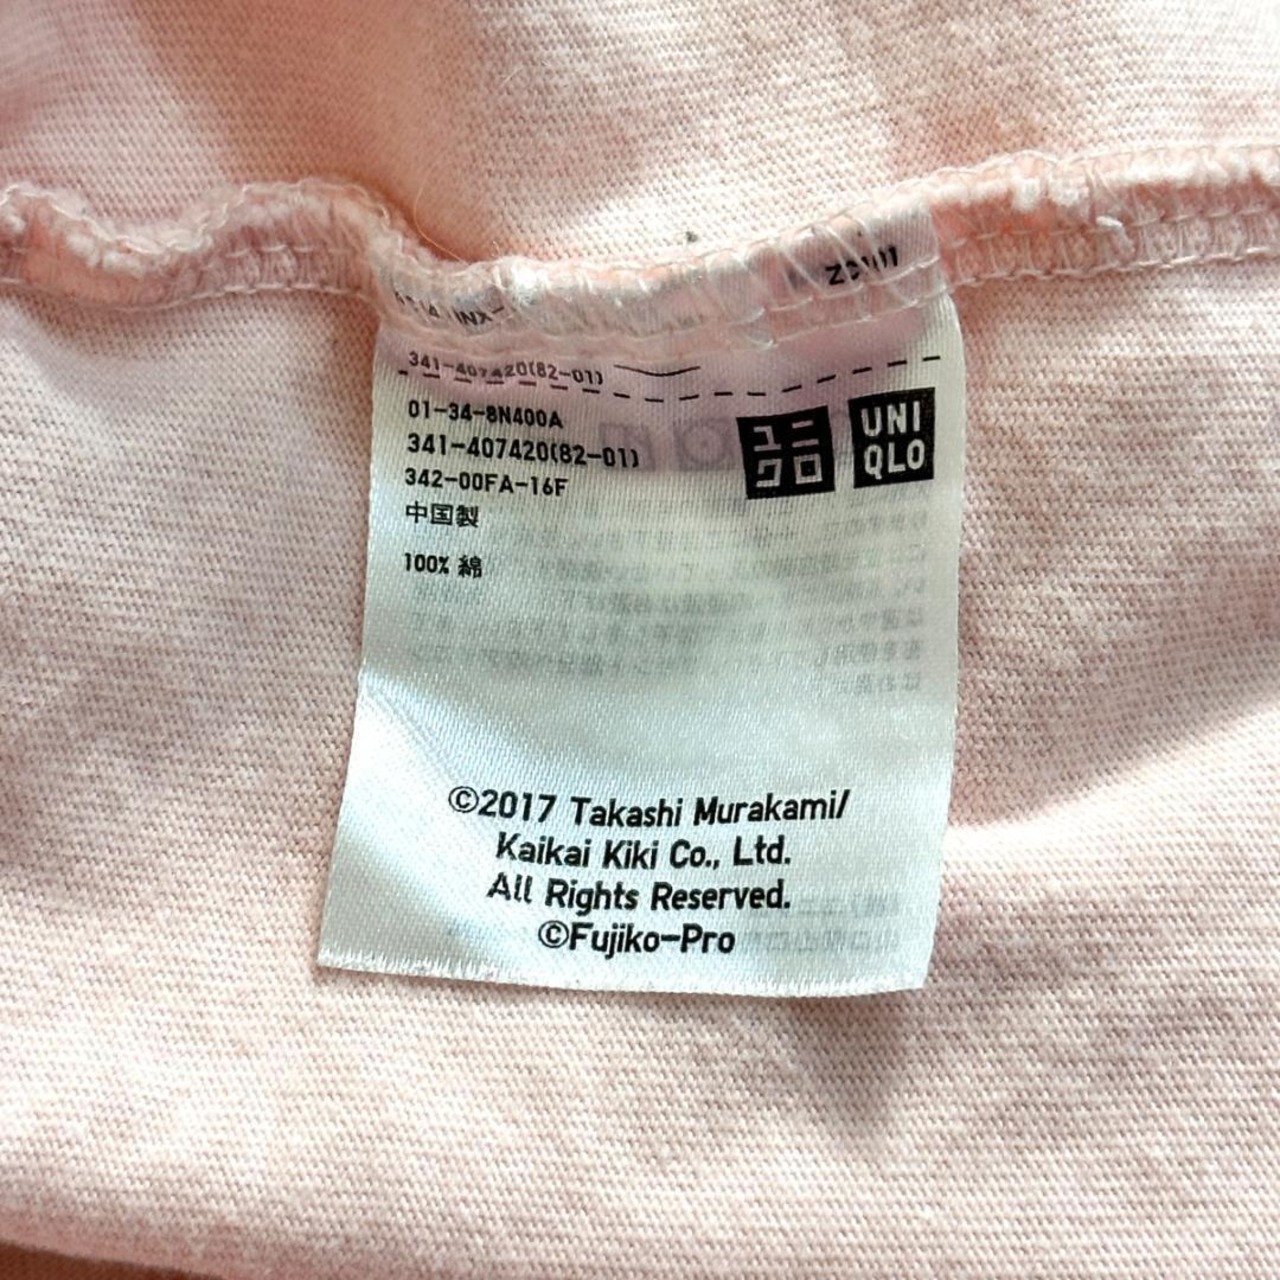 ZC101
341-407420(82-01)
01-34-8N400A
341-407420(82-01)
342-00FA-16F
中国製
100% 綿
ユニ
クロ
UNI
QLO
©2017 Takashi Murakami/
Kaikai Kiki Co., Ltd.
All Rights Reserved.
©Fujiko-Pro